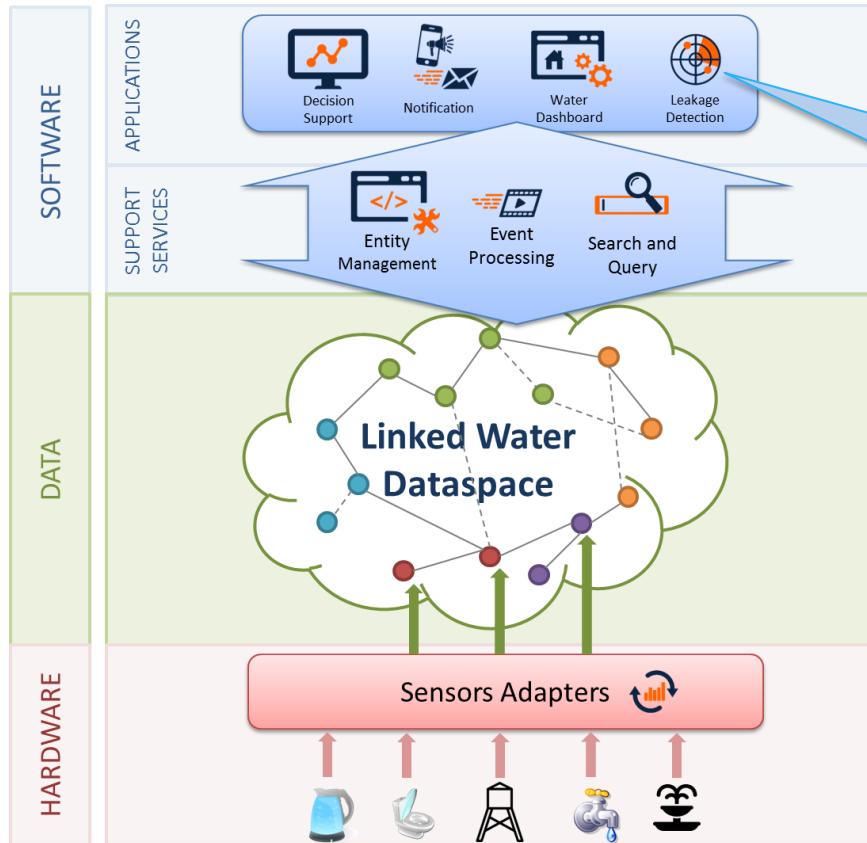 SOFTWARE
APPLICATIONS
Decision
Support
Notification
Water
Dashboard
Leakage
Detection
SUPPORT
SERVICES
</>
Entity
Management
Event
Processing
Search and
Query
DATA
Linked Water
Dataspace
HARDWARE
Sensors Adapters